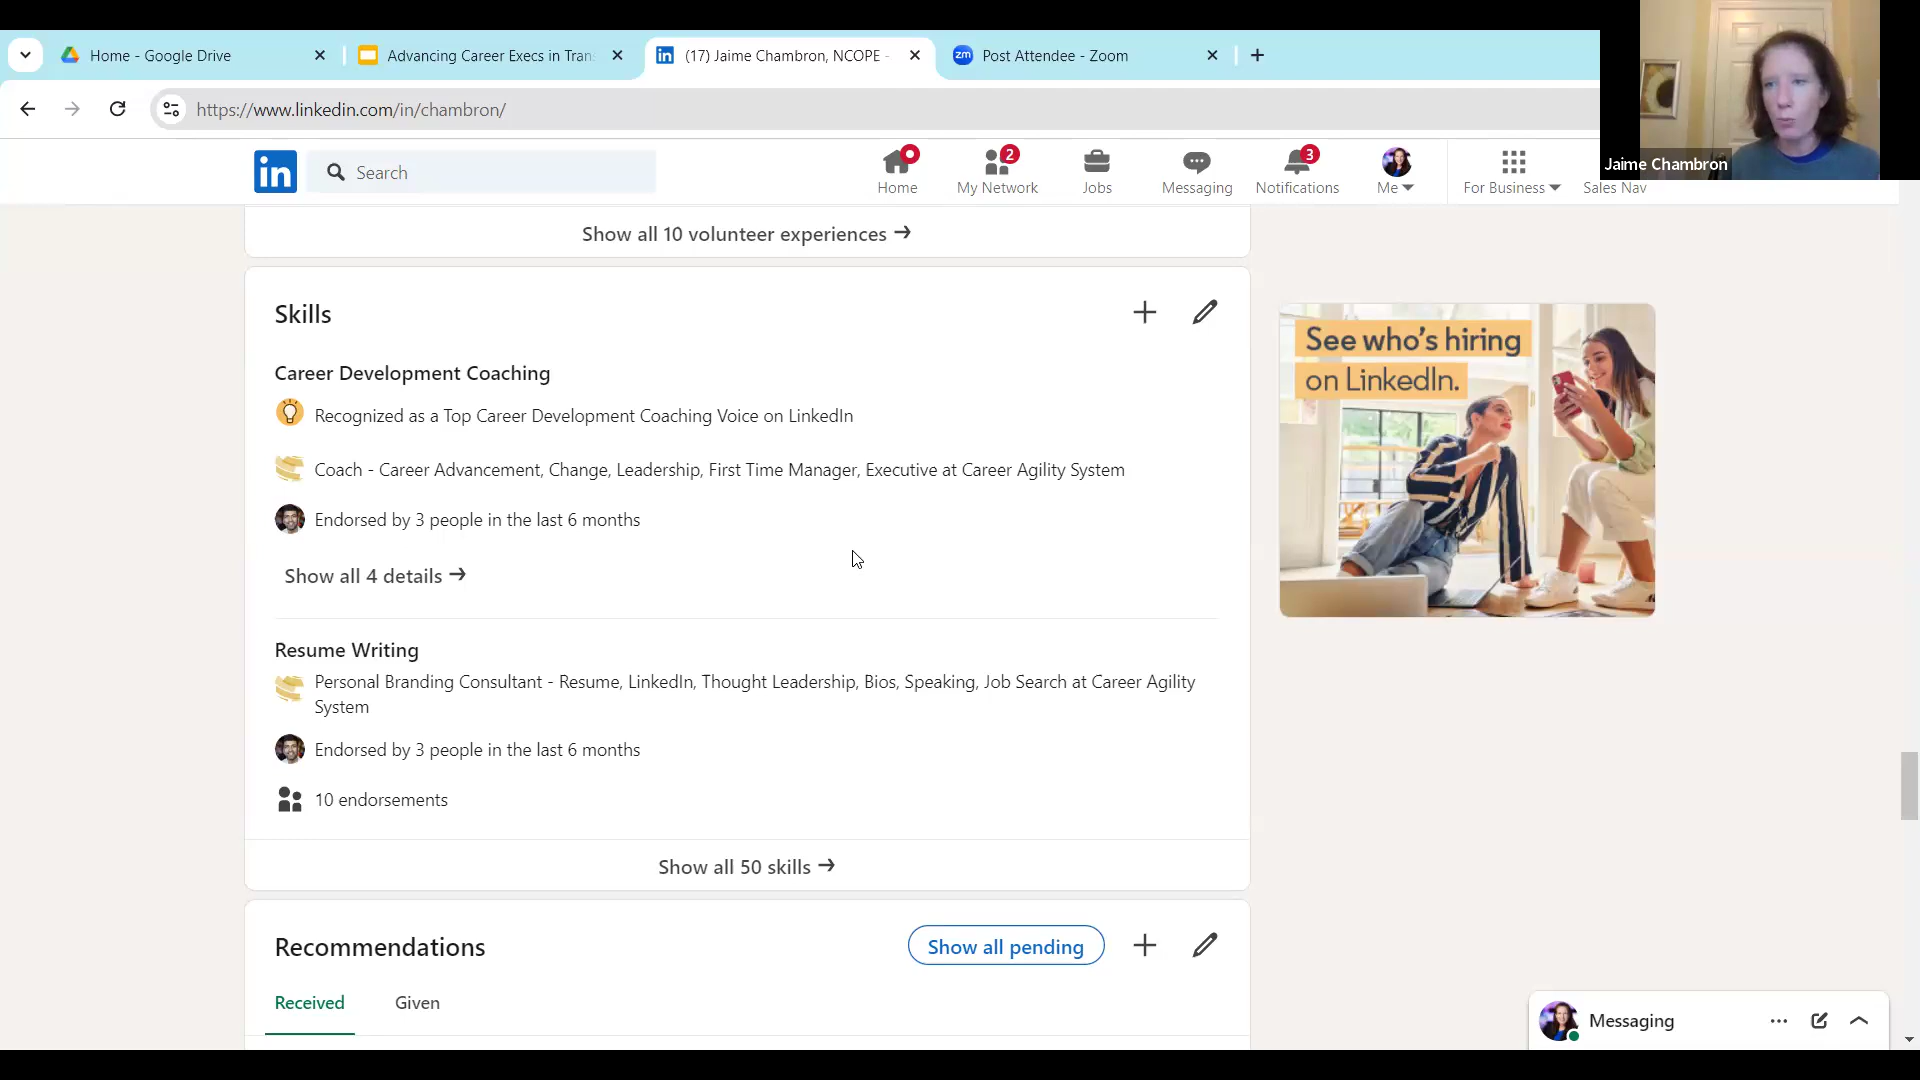 Home - Google Drive
Advancing Career Execs in Tran
(17) Jaime Chambron, NCOPE -
zm
Post Attendee - Zoom
https://www.linkedin.com/in/chambron/
Jaime Chambron
in
Search
Home
2
My Network
Jobs
Messaging
3
Notifications
Me
For Business
Sales Nav
Show all 10 volunteer experiences
Skills
Career Development Coaching
Recognized as a Top Career Development Coaching Voice on LinkedIn
Coach - Career Advancement, Change, Leadership, First Time Manager, Executive at Career Agility System
Endorsed by 3 people in the last 6 months
Show all 4 details
Resume Writing
Personal Branding Consultant - Resume, LinkedIn, Thought Leadership, Bios, Speaking, Job Search at Career Agility
System
Endorsed by 3 people in the last 6 months
10 endorsements
Show all 50 skills
See who's hiring
on LinkedIn.
Recommendations
Show all pending
Received
Given
Messaging